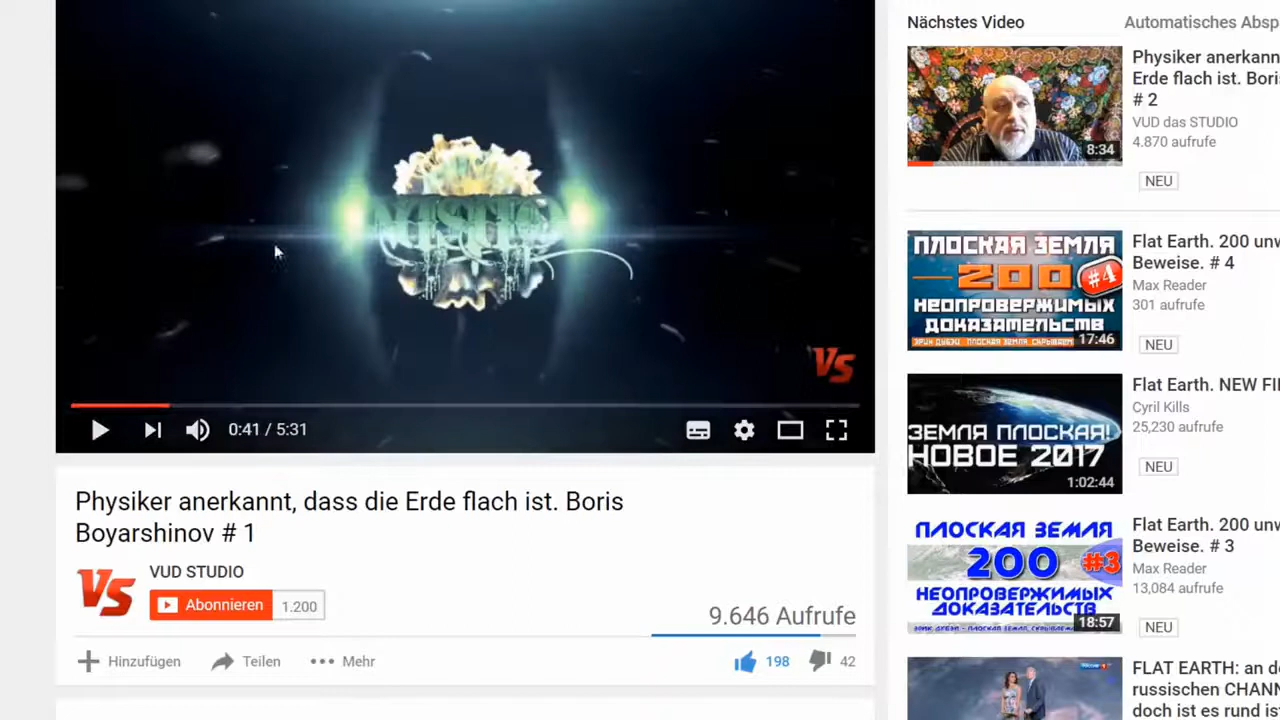 VS
0:41 / 5:31
Physiker anerkannt, dass die Erde flach ist. Boris
Boyarshinov # 1
VS
VUD STUDIO
Abonnieren
1.200
9.646 Aufrufe
Hinzufügen
Teilen
Mehr
198
42
Nächstes Video
Automatisches Absp
Physiker anerkann
Erde flach ist. Bori
# 2
VUD das STUDIO
4.870 aufrufe
8:34
NEU
ПЛОСКАЯ ЗЕМЛЯ
200
#4
НЕОПРОВЕРЖИМЫХ
ДОКАЗАТЕЛЬСТВ
17:46
Flat Earth. 200 unw
Beweise. # 4
Max Reader
301 aufrufe
NEU
ЗЕМЛЯ ПЛОСКАЯ!
НОВОЕ 2017
1:02:44
Flat Earth. NEW FI
Cyril Kills
25,230 aufrufe
NEU
ПЛОСКАЯ ЗЕМЛЯ
200 #3
НЕОПРОВЕРЖИМЫХ
ДОКАЗАТЕЛЬСТВ
18:57
Flat Earth. 200 unw
Beweise. # 3
Max Reader
13,084 aufrufe
NEU
FLAT EARTH: an de
russischen CHANN
doch ist es rund ist